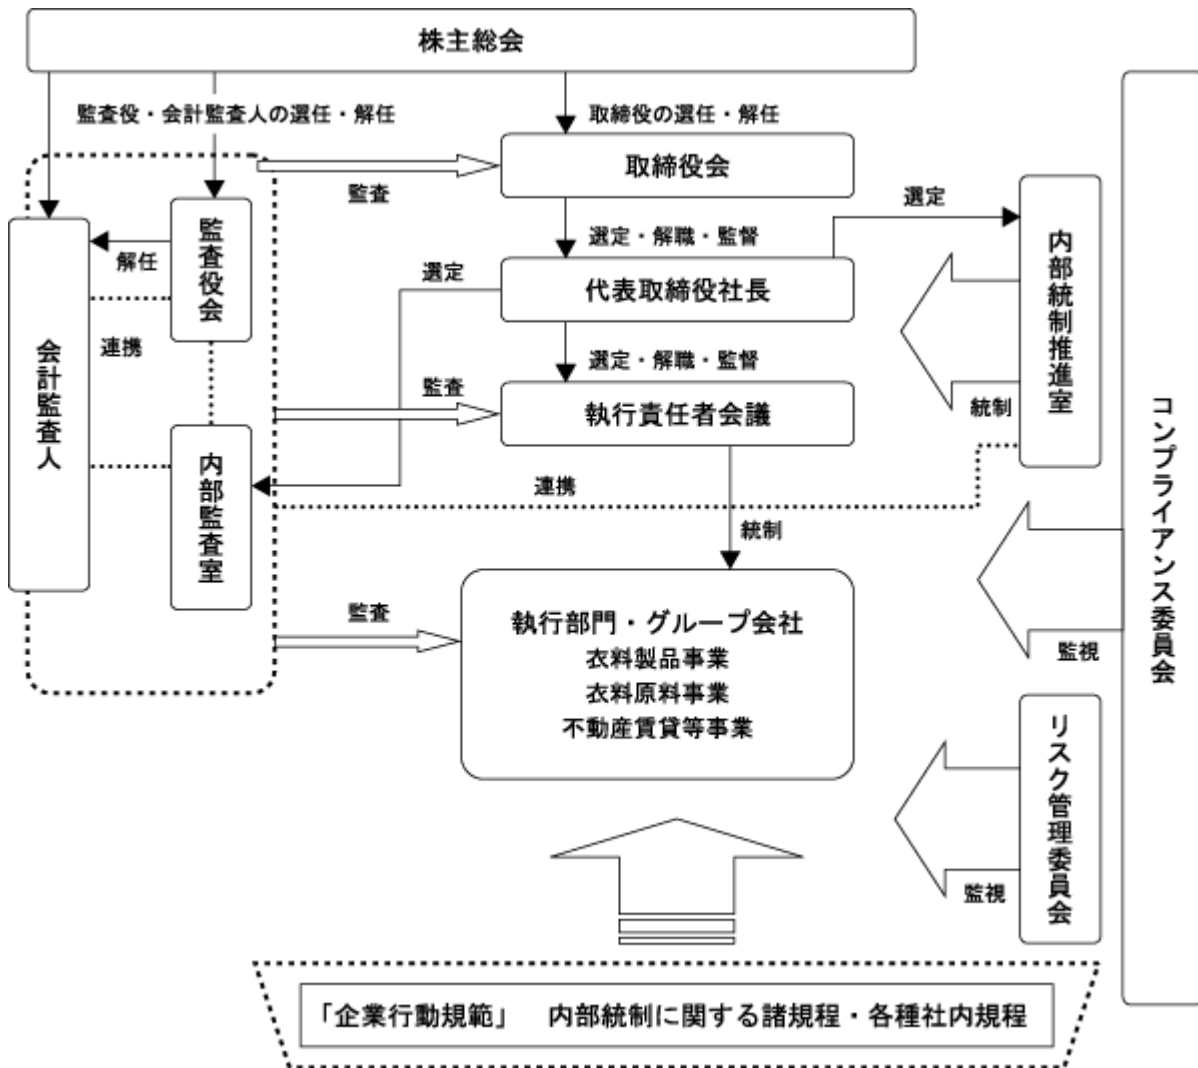 株主総会
監査役・会計監査人の選任・解任
取締役の選任・解任
取締役会
監査
選定
監査役会
解任
選定・解職・監督
内部統制推進室
選定
代表取締役社長
連携
会計監査人
選定・解職・監督
監査
執行責任者会議
統制
コンプライアンス委員会
内部監査室
連携
統制
監査
執行部門・グループ会社
衣料製品事業
衣料原料事業
不動産賃貸等事業
監視
リスク管理委員会
監視
「企業行動規範」　内部統制に関する諸規程・各種社内規程